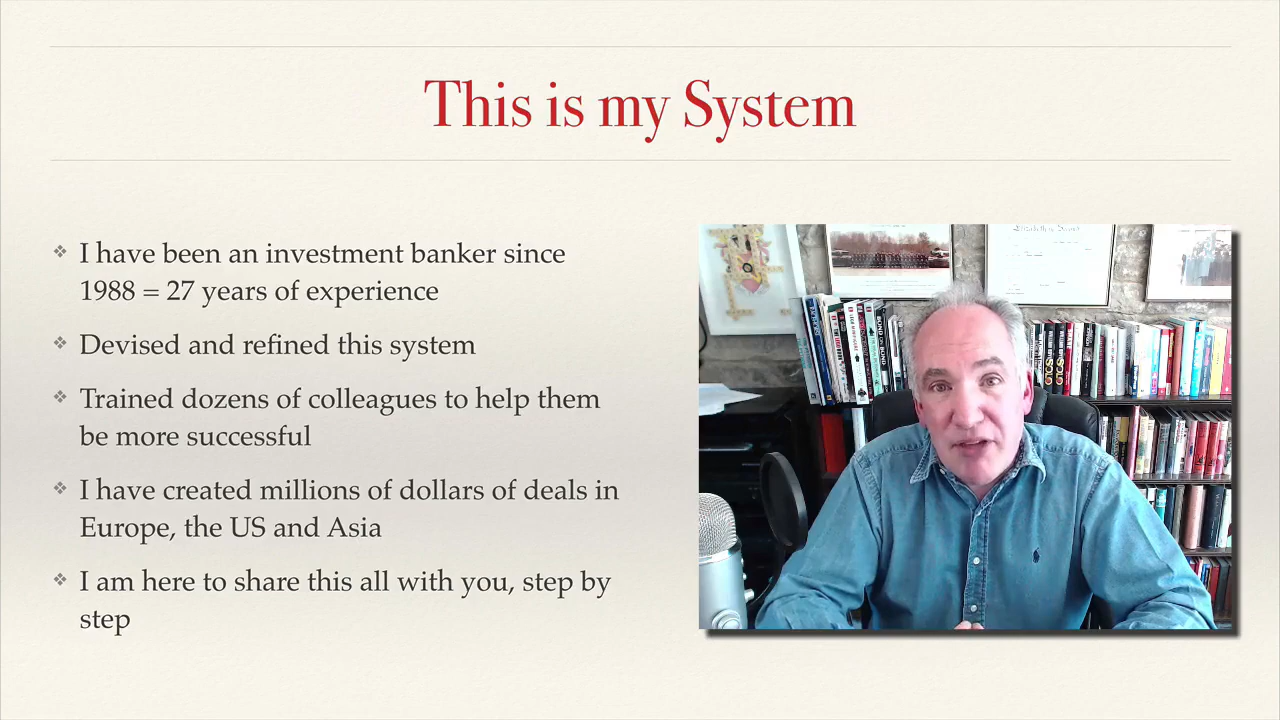 This is my System
❖ I have been an investment banker since
1988 = 27 years of experience
❖ Devised and refined this system
❖ Trained dozens of colleagues to help them
be more successful
❖ I have created millions of dollars of deals in
Europe, the US and Asia
❖ I am here to share this all with you, step by
step